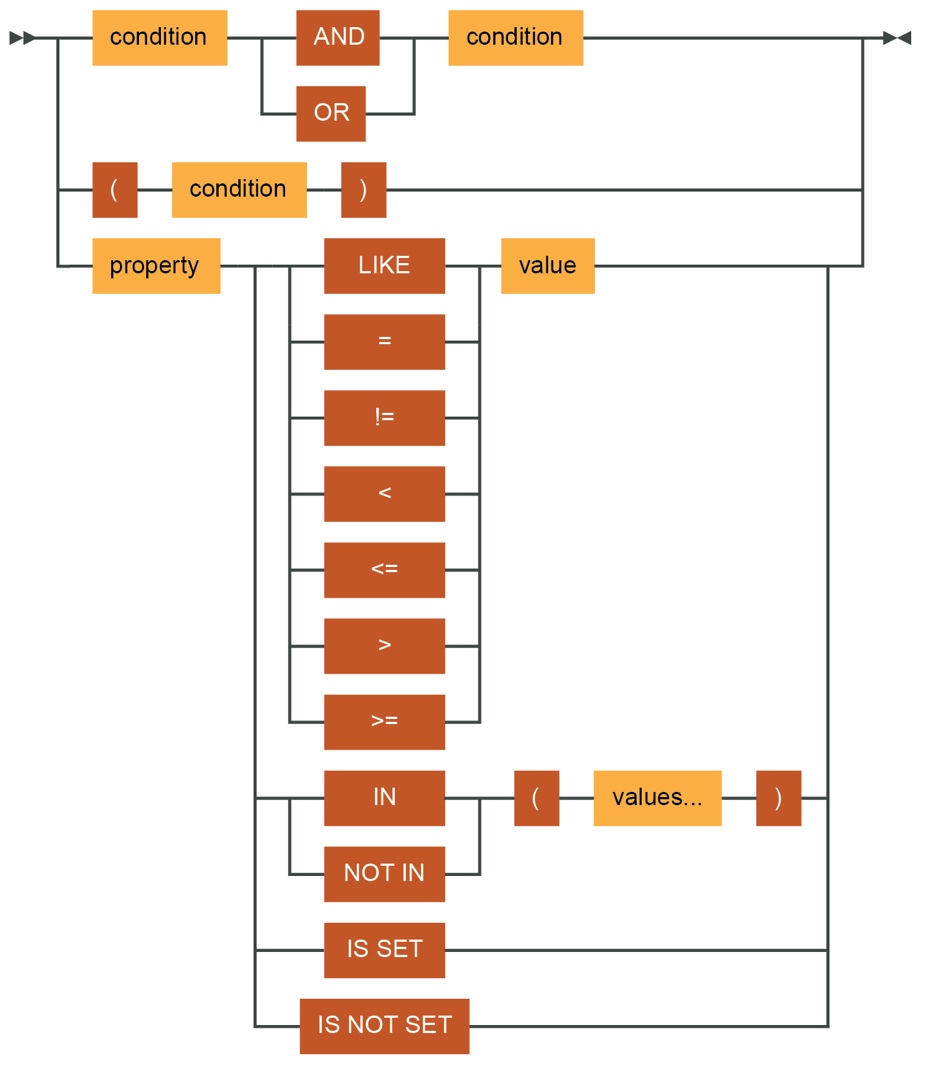 condition AND condition
OR
( condition )
property LIKE value
=
!=
<
<=
>
>=
IN ( values... )
NOT IN
IS SET
IS NOT SET